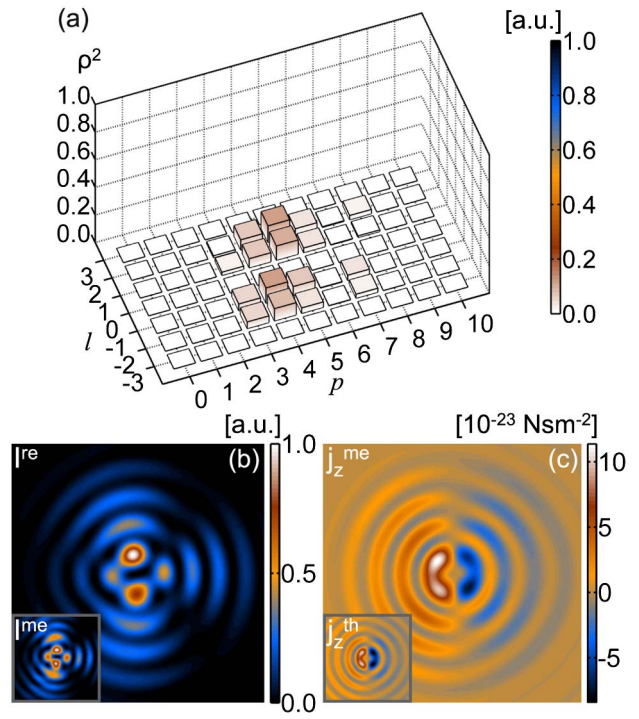 (a)
[a.u.]
ρ²
1.0
0.8
0.6
0.4
0.2
0.0
1.0
0.8
0.6
0.4
0.2
0.0
3
2
1
0
-1
-2
-3
l
0
1
2
3
4
5
6
7
8
9
10
p
[a.u.]
I^re
(b)
1.0
0.5
0.0
I^me
[10⁻²³ Nsm⁻²]
j_z^me
(c)
10
5
0
-5
j_z^th